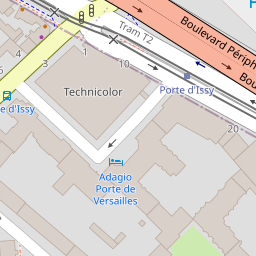 Boulevard Périph
Bou
Tram T2
6
4
3
1
10
Technicolor
Porte d'Issy
e d'Issy
20
Adagio
Porte de
Versailles